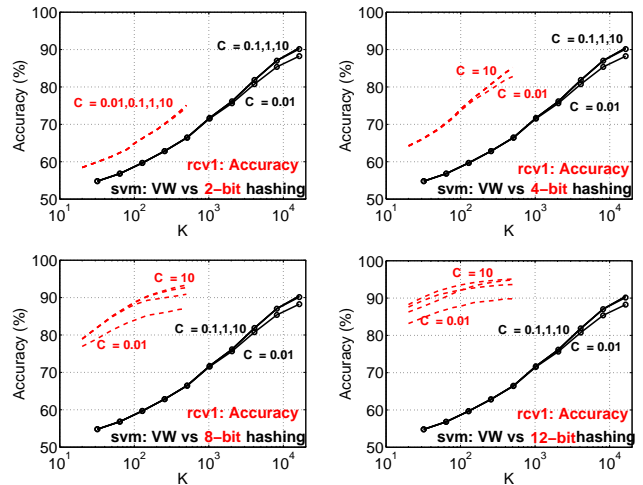 100
90
80
70
60
50
Accuracy (%)
C = 0.1,1,10
C = 0.01,0.1,1,10
C = 0.01
rcv1: Accuracy
svm: VW vs 2−bit hashing
10^1 10^2 10^3 10^4
K
100
90
80
70
60
50
Accuracy (%)
C = 0.1,1,10
C = 10
C = 0.01
C = 0.01
rcv1: Accuracy
svm: VW vs 4−bit hashing
10^1 10^2 10^3 10^4
K
100
90
80
70
60
50
Accuracy (%)
C = 10
C = 0.1,1,10
C = 0.01
C = 0.01
rcv1: Accuracy
svm: VW vs 8−bit hashing
10^1 10^2 10^3 10^4
K
100
90
80
70
60
50
Accuracy (%)
C = 10
C = 0.01
C = 0.1,1,10
C = 0.01
rcv1: Accuracy
svm: VW vs 12−bit hashing
10^1 10^2 10^3 10^4
K